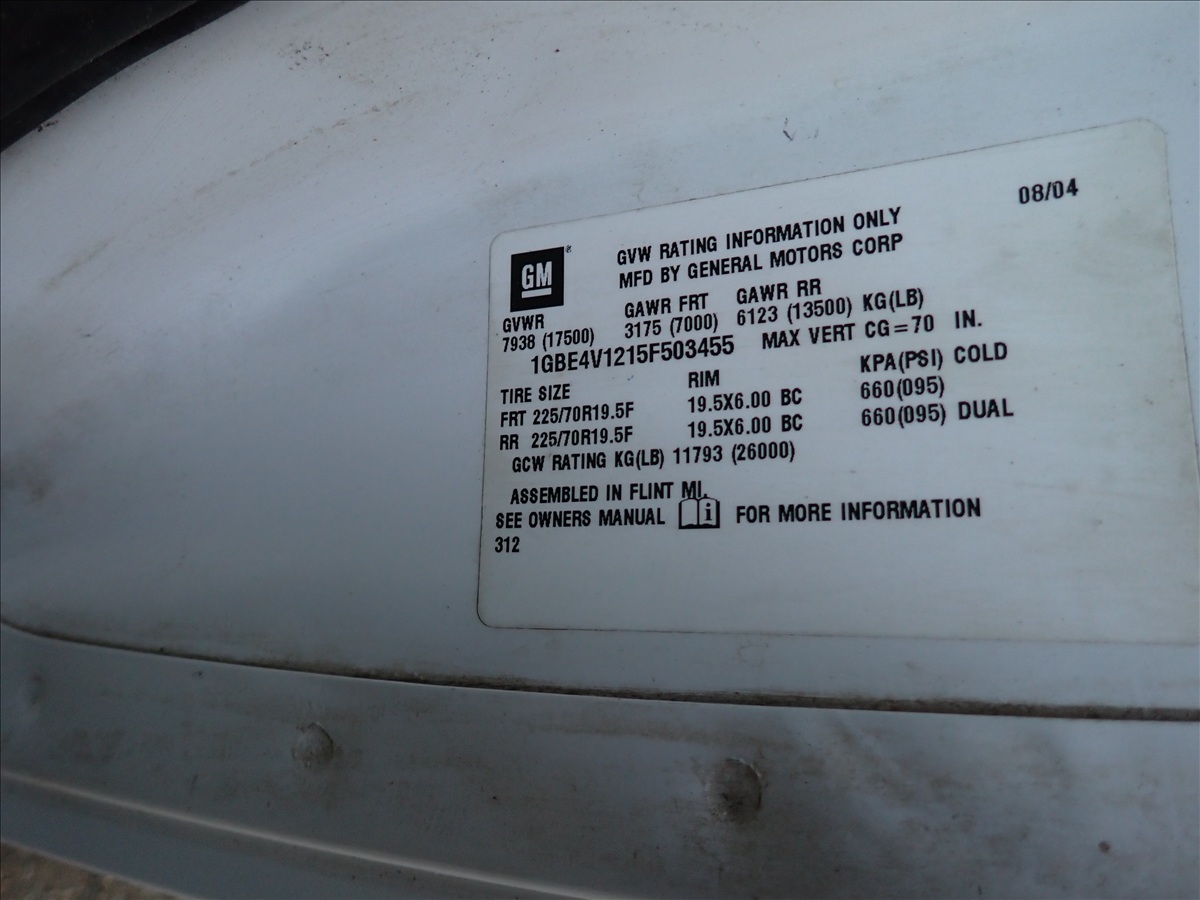 08/04
GM®
GVW RATING INFORMATION ONLY
MFD BY GENERAL MOTORS CORP
GVWR GAWR FRT GAWR RR
7938 (17500) 3175 (7000) 6123 (13500) KG(LB)
1GBE4V1215F503455 MAX VERT CG=70 IN.
TIRE SIZE RIM KPA(PSI) COLD
FRT 225/70R19.5F 19.5X6.00 BC 660(095)
RR 225/70R19.5F 19.5X6.00 BC 660(095) DUAL
GCW RATING KG(LB) 11793 (26000)
ASSEMBLED IN FLINT MI.
SEE OWNERS MANUAL i FOR MORE INFORMATION
312